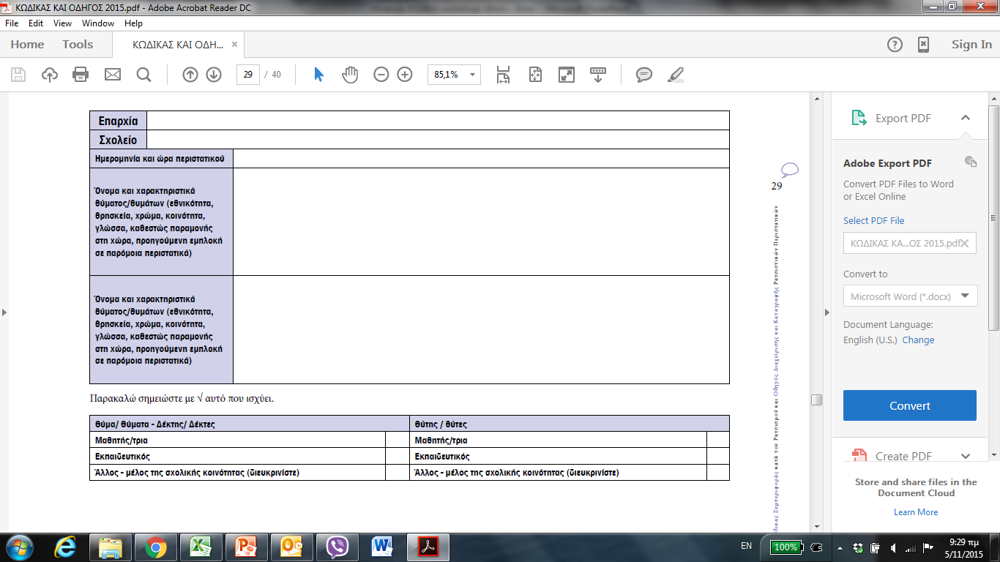 ΚΩΔΙΚΑΣ ΚΑΙ ΟΔΗΓΟΣ 2015.pdf - Adobe Acrobat Reader DC
File Edit View Window Help
Home Tools ΚΩΔΙΚΑΣ ΚΑΙ ΟΔΗ... × Sign In
29 / 40 85,1%
Επαρχία
Σχολείο
Ημερομηνία και ώρα περιστατικού
Όνομα και χαρακτηριστικά
θύματος/θυμάτων (εθνικότητα,
θρησκεία, χρώμα, κοινότητα,
γλώσσα, καθεστώς παραμονής
στη χώρα, προηγούμενη εμπλοκή
σε παρόμοια περιστατικά)
Όνομα και χαρακτηριστικά
θύματος/θυμάτων (εθνικότητα,
θρησκεία, χρώμα, κοινότητα,
γλώσσα, καθεστώς παραμονής
στη χώρα, προηγούμενη εμπλοκή
σε παρόμοια περιστατικά)
Παρακαλώ σημειώστε με √ αυτό που ισχύει.
Θύμα/ Θύματα - Δέκτης/ Δέκτες Θύτης / Θύτες
Μαθητής/τρια Μαθητής/τρια
Εκπαιδευτικός Εκπαιδευτικός
Άλλος - μέλος της σχολικής κοινότητας (διευκρινίστε) Άλλος - μέλος της σχολικής κοινότητας (διευκρινίστε)
29
δικας Συμπεριφοράς κατά του Ρατσισμού και Οδηγός Διαχείρισης και Καταγραφής Ρατσιστικών Περιστατικών
Export PDF
Adobe Export PDF
Convert PDF Files to Word
or Excel Online
Select PDF File
ΚΩΔΙΚΑΣ ΚΑ...ΟΣ 2015.pdf
Convert to
Microsoft Word (*.docx)
Document Language:
English (U.S.) Change
Convert
Create PDF
Store and share files in the
Document Cloud
Learn More
EN 100% 9:29 πμ
5/11/2015